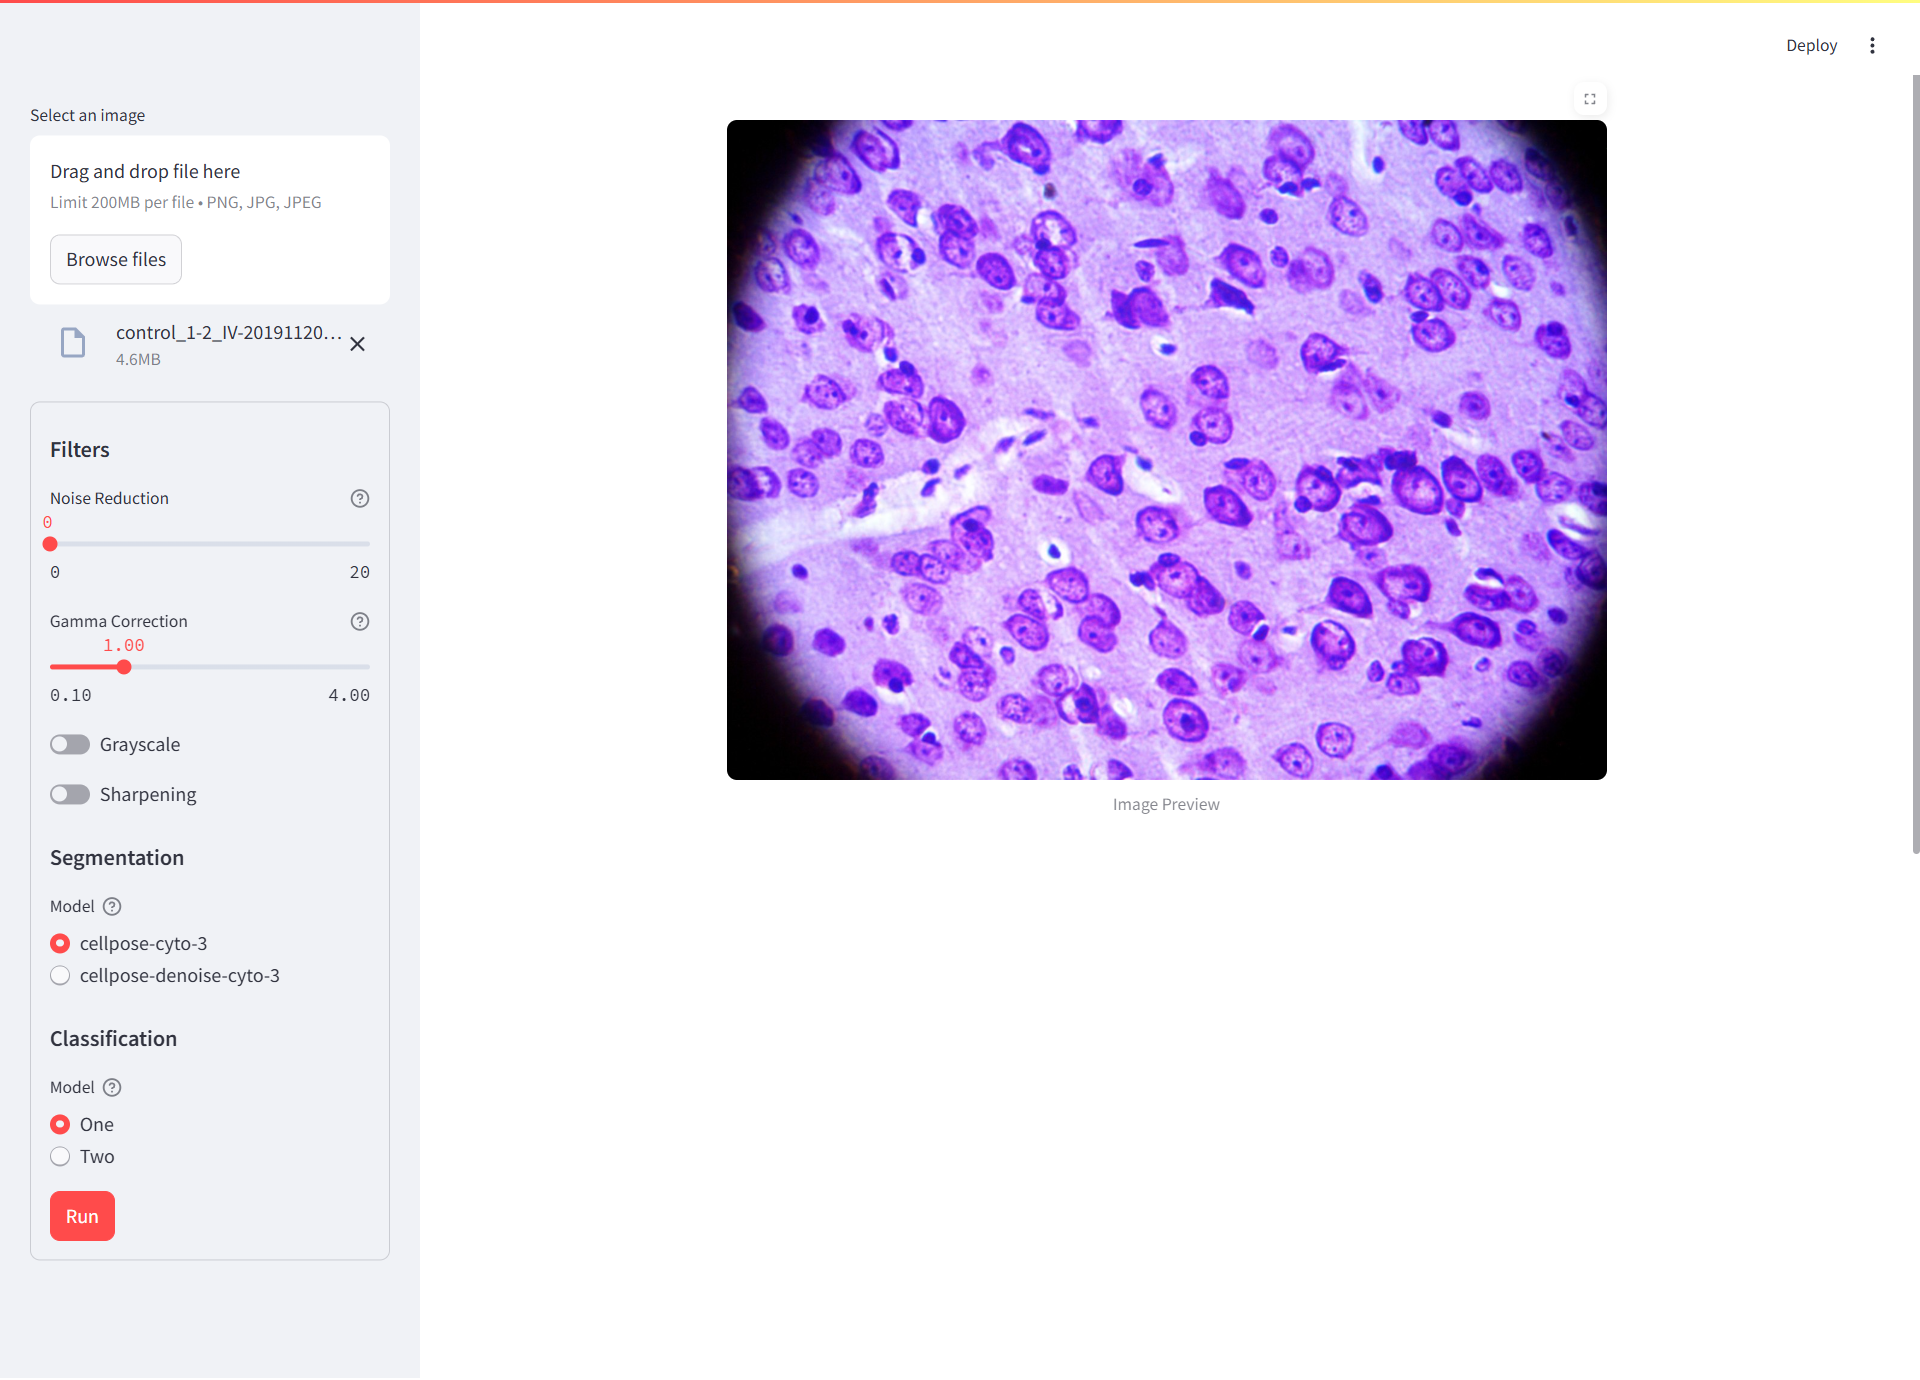 Deploy
Select an image
Drag and drop file here
Limit 200MB per file • PNG, JPG, JPEG
Browse files
control_1-2_IV-20191120...
4.6MB
Filters
Noise Reduction
0
0 20
Gamma Correction
1.00
0.10 4.00
Grayscale
Sharpening
Segmentation
Model
cellpose-cyto-3
cellpose-denoise-cyto-3
Classification
Model
One
Two
Run
Image Preview